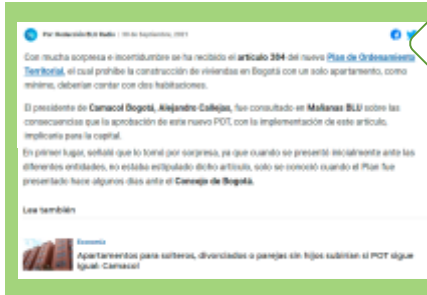 Por: Redacción BLU Radio | 30 de Septiembre, 2021
Con mucha sorpresa e incertidumbre se ha recibido el artículo 384 del nuevo Plan de Ordenamiento
Territorial, el cual prohíbe la construcción de viviendas en Bogotá con un solo apartamento, como
mínimo, deberían contar con dos habitaciones.
El presidente de Camacol Bogotá, Alejandro Callejas, fue consultado en Mañanas BLU sobre las
consecuencias que la aprobación de este nuevo POT, con la implementación de este artículo,
implicaría para la capital.
En primer lugar, señaló que lo tomó por sorpresa, ya que cuando se presentó inicialmente ante las
diferentes entidades, no estaba estipulado dicho artículo, solo se conoció cuando el Plan fue
presentado hace algunos días ante el Concejo de Bogotá.
Lea también
Economía
Apartamentos para solteros, divorciados o parejas sin hijos subirían si POT sigue
igual: Camacol